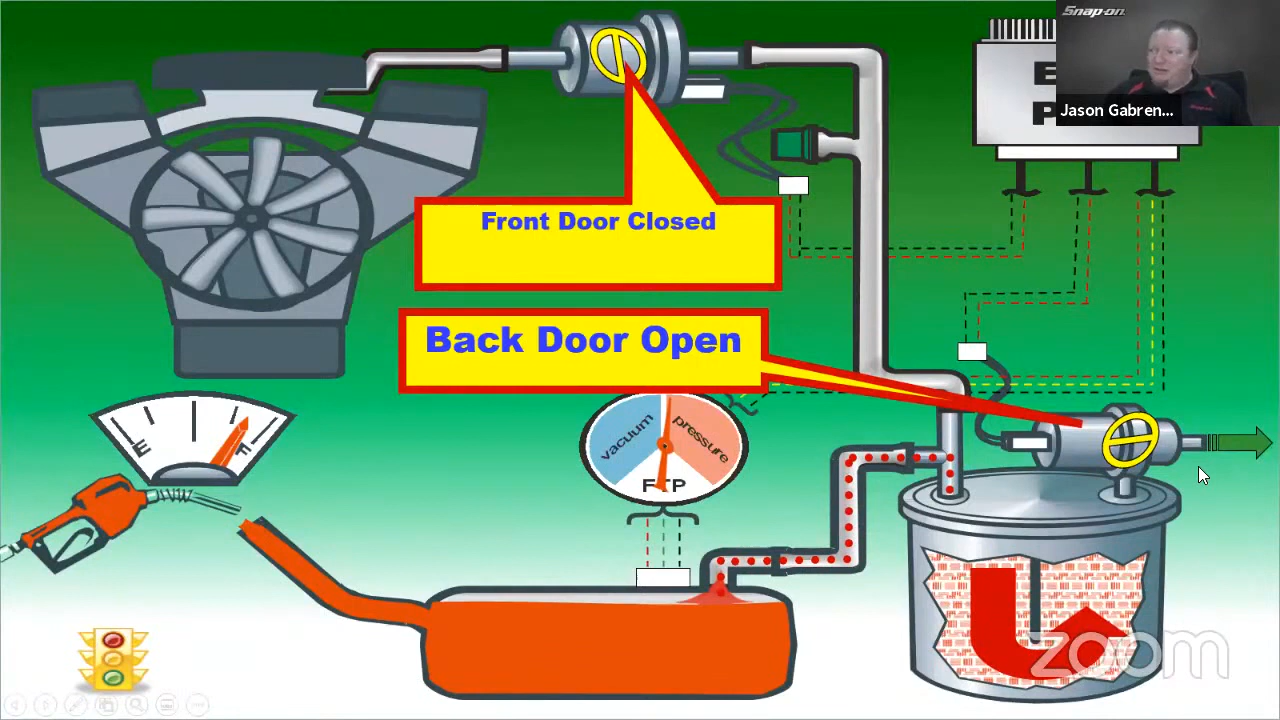 Snap-on
E
P
Jason Gabren...
Front Door Closed
Back Door Open
vacuum
pressure
FTP
E
F
zoom